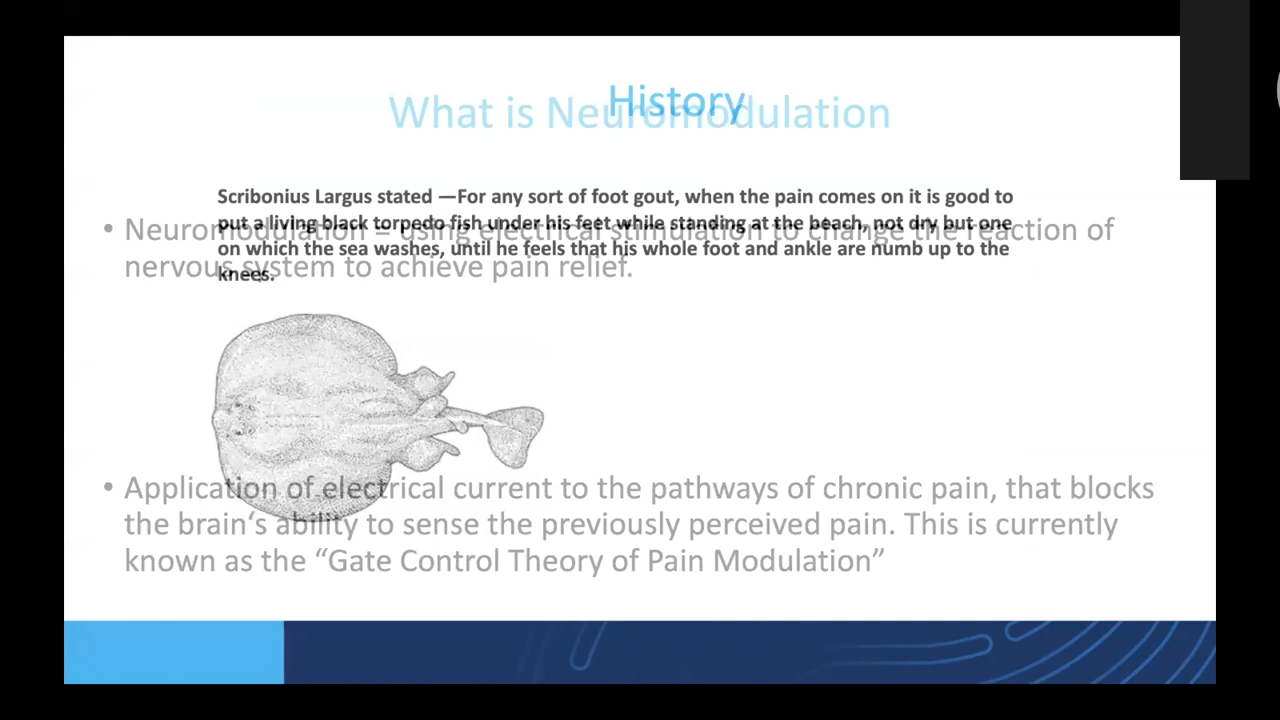 History
What is Neuromodulation
Scribonius Largus stated —For any sort of foot gout, when the pain comes on it is good to
put a living black torpedo fish under his feet while standing at the beach, not dry but one
on which the sea washes, until he feels that his whole foot and ankle are numb up to the
knees.
• Neuromodulation = using electrical stimulation to change the reaction of
nervous system to achieve pain relief.
• Application of electrical current to the pathways of chronic pain, that blocks
the brain‘s ability to sense the previously perceived pain. This is currently
known as the “Gate Control Theory of Pain Modulation”